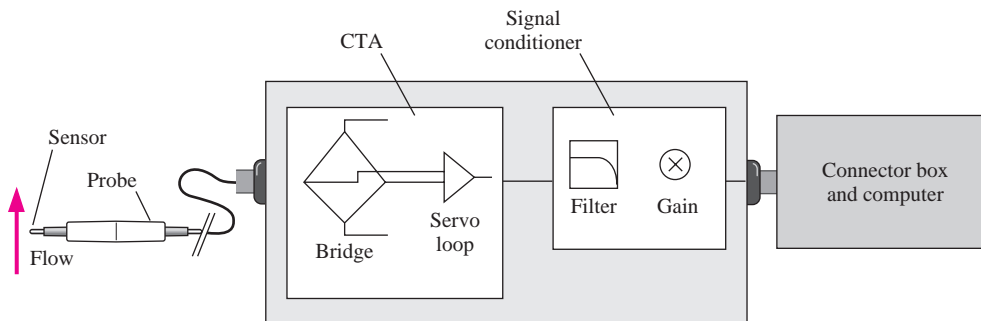 Signal
conditioner
CTA
Sensor
Probe
Flow
Bridge
Servo
loop
Filter
Gain
Connector box
and computer